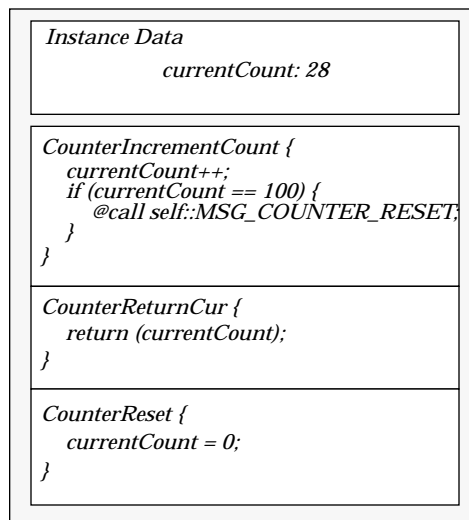 Instance Data
currentCount: 28
CounterIncrementCount {
currentCount++;
if (currentCount == 100) {
@call self::MSG_COUNTER_RESET;
}
}
CounterReturnCur {
return (currentCount);
}
CounterReset {
currentCount = 0;
}